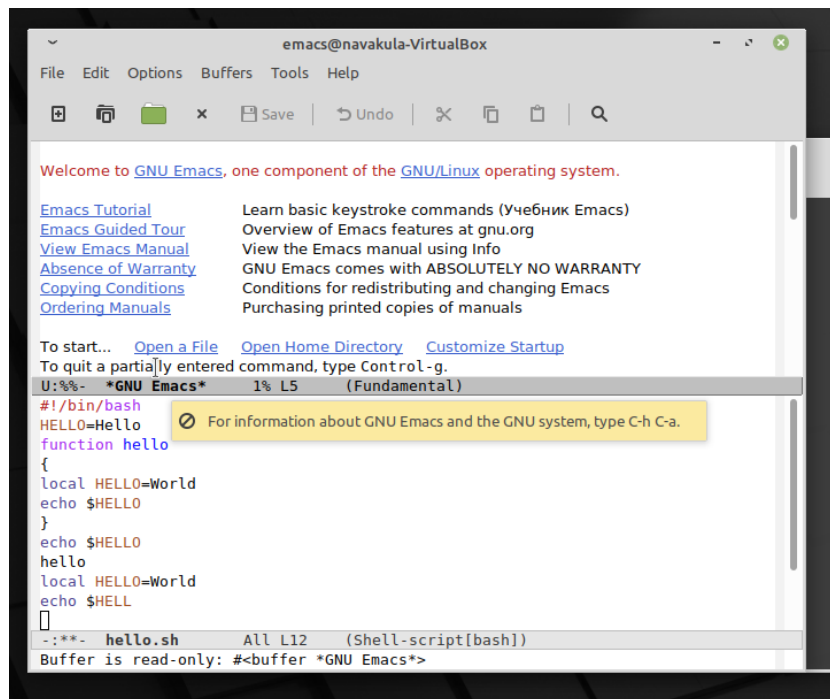 emacs@navakula-VirtualBox
File Edit Options Buffers Tools Help
Save Undo
Welcome to GNU Emacs, one component of the GNU/Linux operating system.
Emacs Tutorial Learn basic keystroke commands (Учебник Emacs)
Emacs Guided Tour Overview of Emacs features at gnu.org
View Emacs Manual View the Emacs manual using Info
Absence of Warranty GNU Emacs comes with ABSOLUTELY NO WARRANTY
Copying Conditions Conditions for redistributing and changing Emacs
Ordering Manuals Purchasing printed copies of manuals
To start... Open a File Open Home Directory Customize Startup
To quit a partially entered command, type Control-g.
U:%%- *GNU Emacs* 1% L5 (Fundamental)
#!/bin/bash
HELLO=Hello
For information about GNU Emacs and the GNU system, type C-h C-a.
function hello
{
local HELLO=World
echo $HELLO
}
echo $HELLO
hello
local HELLO=World
echo $HELL
-:**- hello.sh All L12 (Shell-script[bash])
Buffer is read-only: #<buffer *GNU Emacs*>